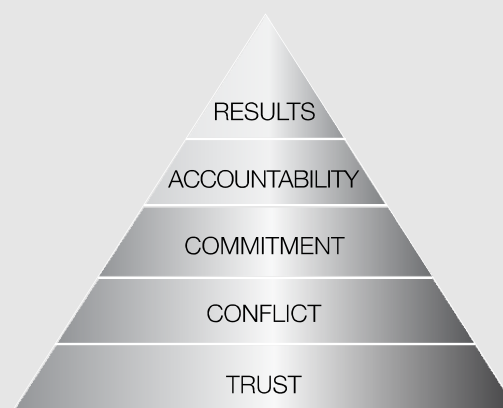 RESULTS
ACCOUNTABILITY
COMMITMENT
CONFLICT
TRUST